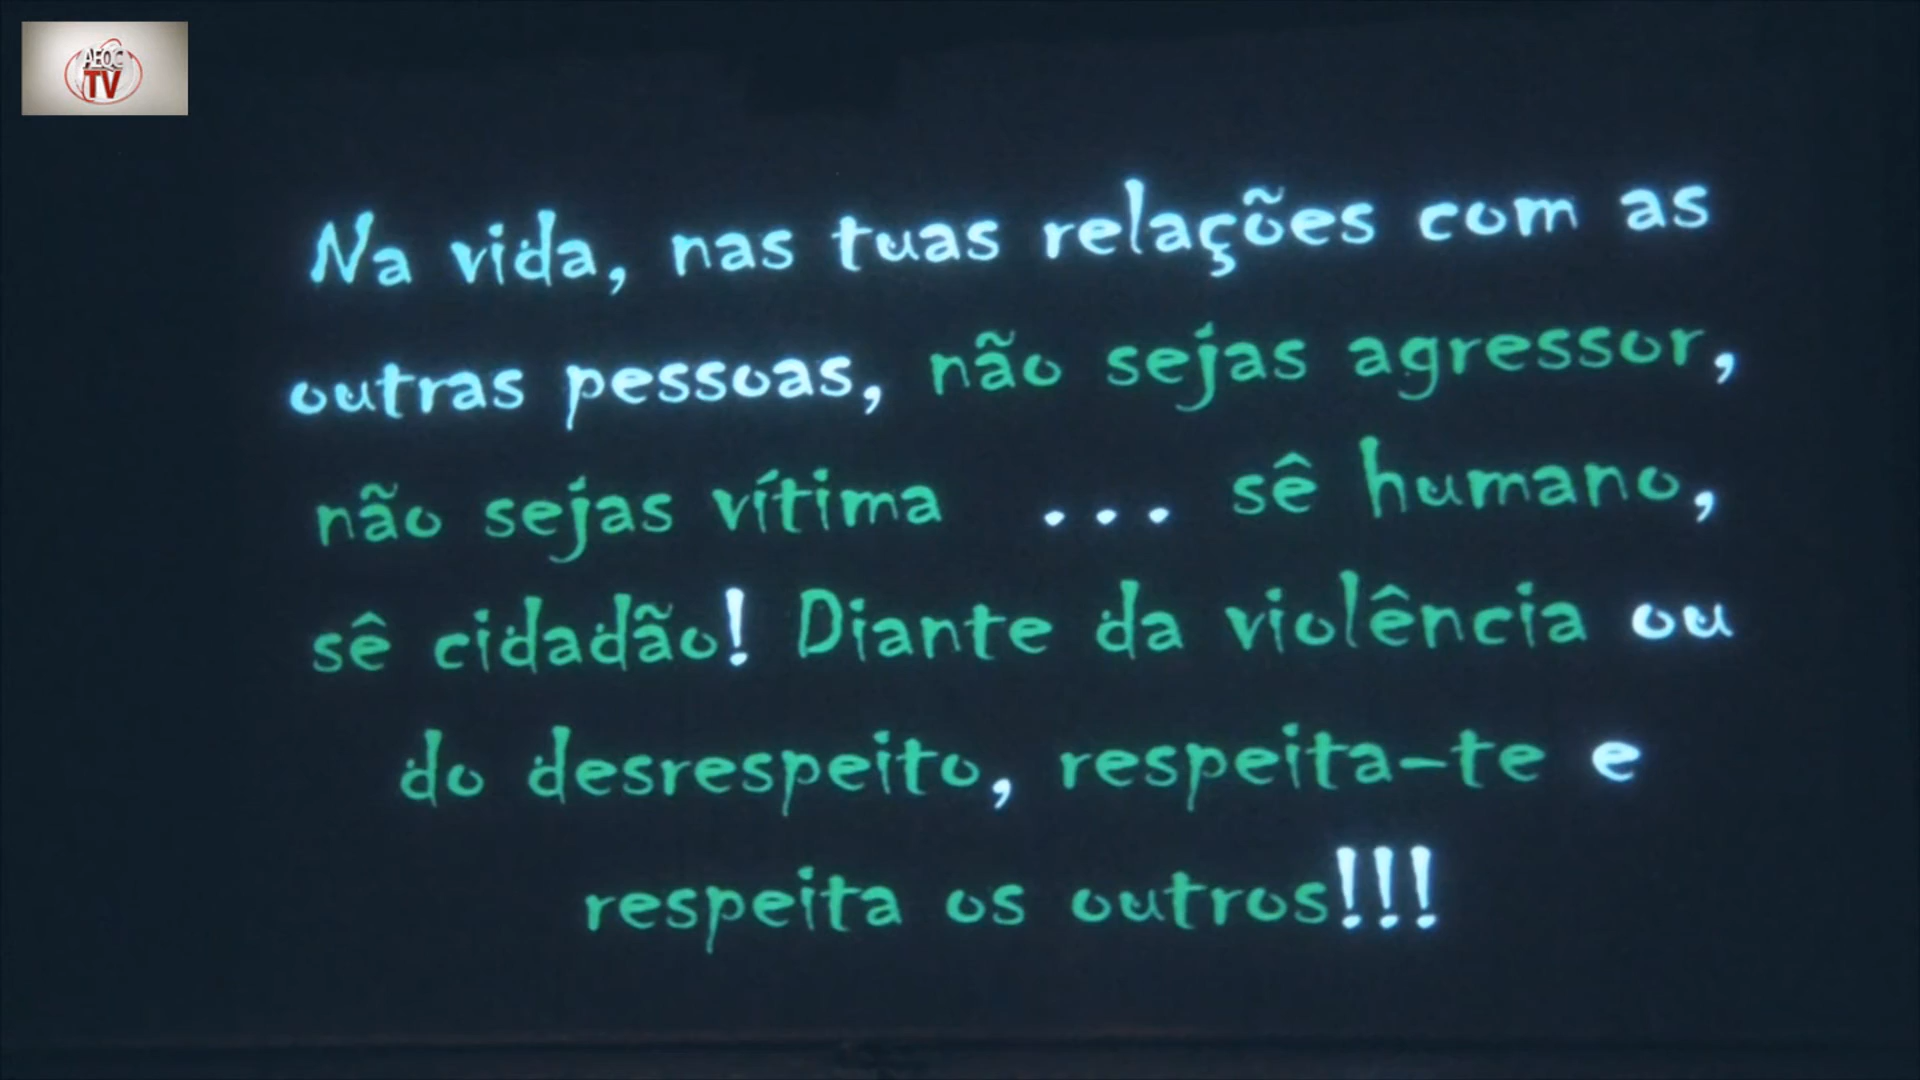 AEQC
TV
Na vida, nas tuas relações com as
outras pessoas, não sejas agressor,
não sejas vítima ... sê humano,
sê cidadão! Diante da violência ou
do desrespeito, respeita-te e
respeita os outros!!!